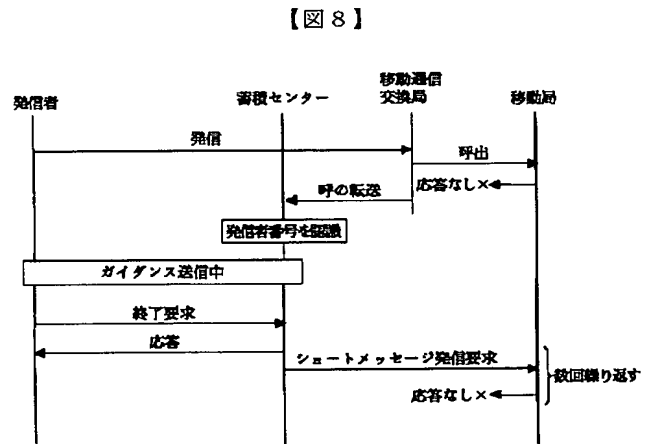 【図８】
発信者
蓄積センター
移動通信
交換局
移動局
発信
呼出
応答なし×
呼の転送
発信者番号を認識
ガイダンス送信中
終了要求
応答
ショートメッセージ発信要求
数回繰り返す
応答なし×